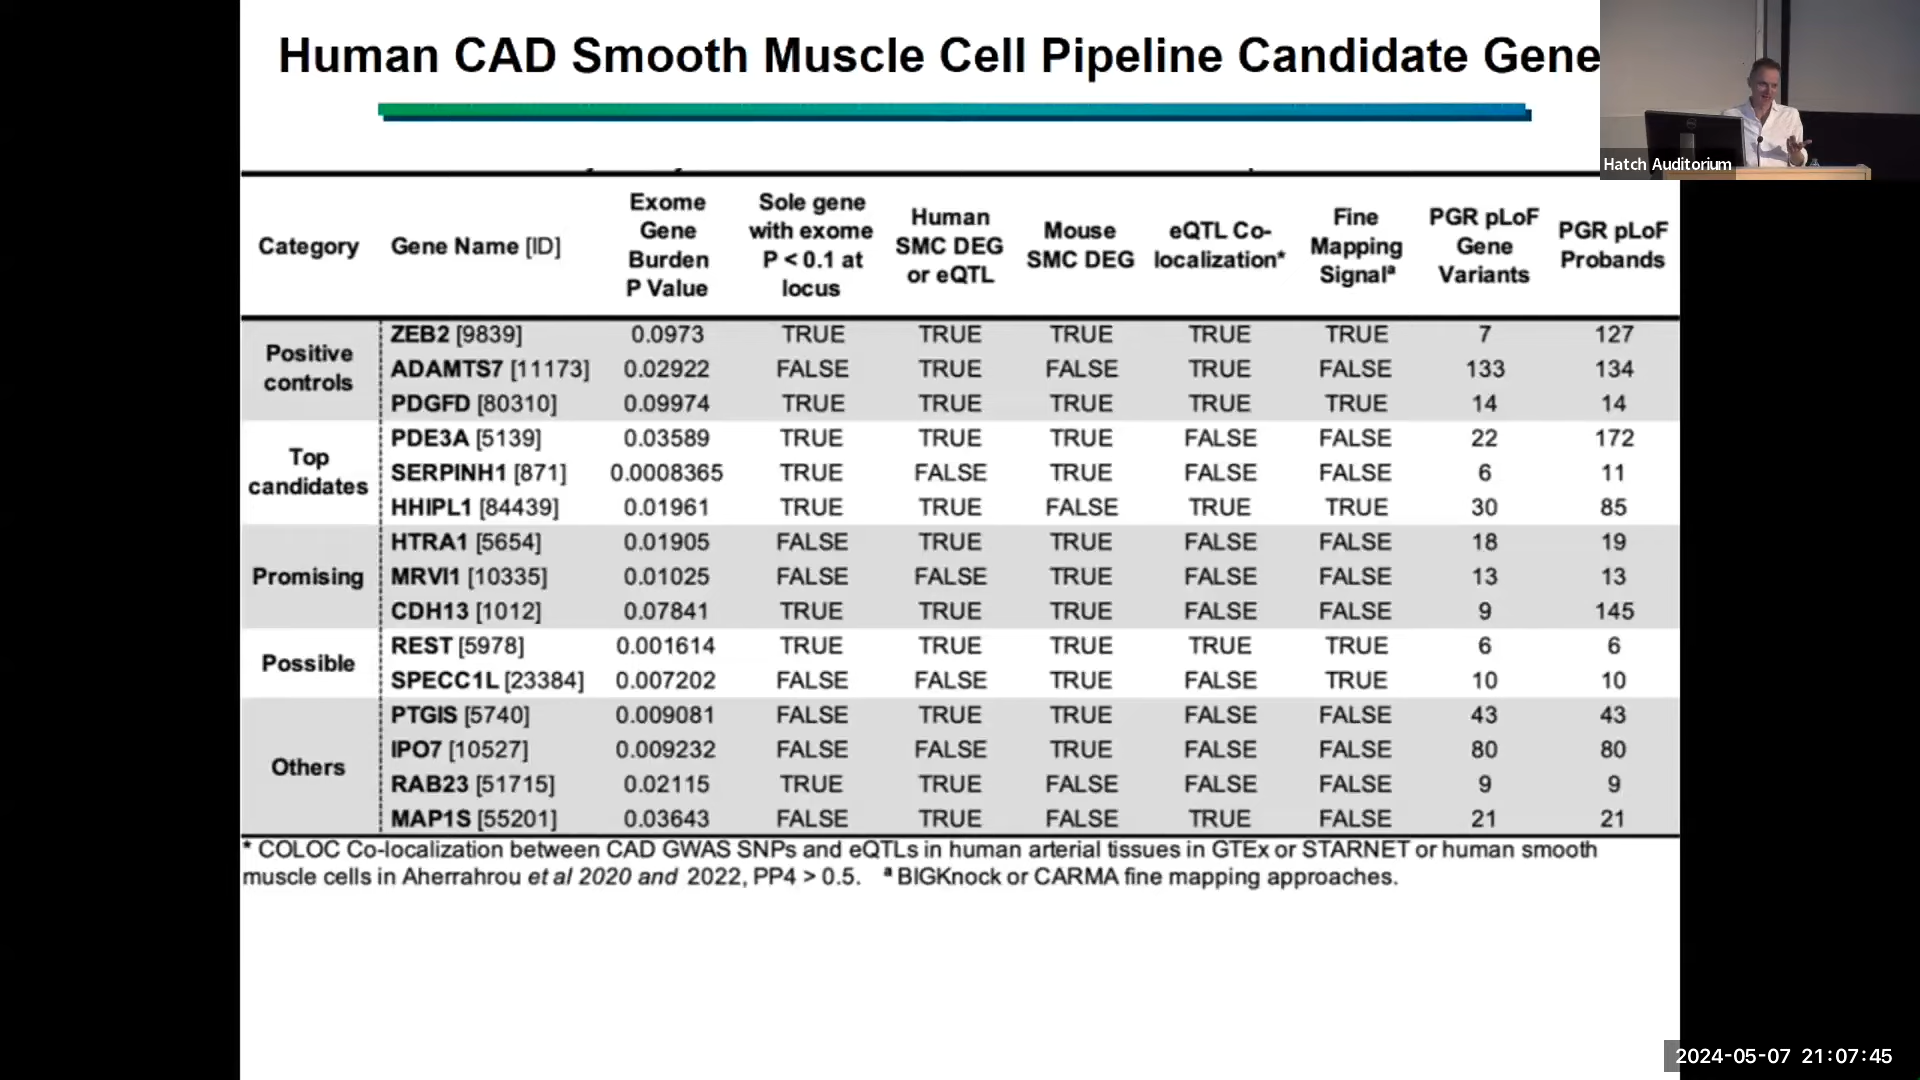 Human CAD Smooth Muscle Cell Pipeline Candidate Gene
Hatch Auditorium
Category Gene Name [ID] Exome Gene Burden P Value Sole gene with exome P < 0.1 at locus Human SMC DEG or eQTL Mouse SMC DEG eQTL Co-localization* Fine Mapping Signalª PGR pLoF Gene Variants PGR pLoF Probands
Positive controls
ZEB2 [9839] 0.0973 TRUE TRUE TRUE TRUE TRUE 7 127
ADAMTS7 [11173] 0.02922 FALSE TRUE FALSE TRUE FALSE 133 134
PDGFD [80310] 0.09974 TRUE TRUE TRUE TRUE TRUE 14 14
Top candidates
PDE3A [5139] 0.03589 TRUE TRUE TRUE FALSE FALSE 22 172
SERPINH1 [871] 0.0008365 TRUE FALSE TRUE FALSE FALSE 6 11
HHIPL1 [84439] 0.01961 TRUE TRUE FALSE TRUE TRUE 30 85
Promising
HTRA1 [5654] 0.01905 FALSE TRUE TRUE FALSE FALSE 18 19
MRVI1 [10335] 0.01025 FALSE FALSE TRUE FALSE FALSE 13 13
CDH13 [1012] 0.07841 TRUE TRUE TRUE FALSE FALSE 9 145
Possible
REST [5978] 0.001614 TRUE TRUE TRUE TRUE TRUE 6 6
SPECC1L [23384] 0.007202 FALSE FALSE TRUE FALSE TRUE 10 10
Others
PTGIS [5740] 0.009081 FALSE TRUE TRUE FALSE FALSE 43 43
IPO7 [10527] 0.009232 FALSE FALSE TRUE FALSE FALSE 80 80
RAB23 [51715] 0.02115 TRUE TRUE FALSE FALSE FALSE 9 9
MAP1S [55201] 0.03643 FALSE TRUE FALSE TRUE FALSE 21 21
* COLOC Co-localization between CAD GWAS SNPs and eQTLs in human arterial tissues in GTEx or STARNET or human smooth
muscle cells in Aherrahrou et al 2020 and 2022, PP4 > 0.5. ª BIGKnock or CARMA fine mapping approaches.
2024-05-07 21:07:45